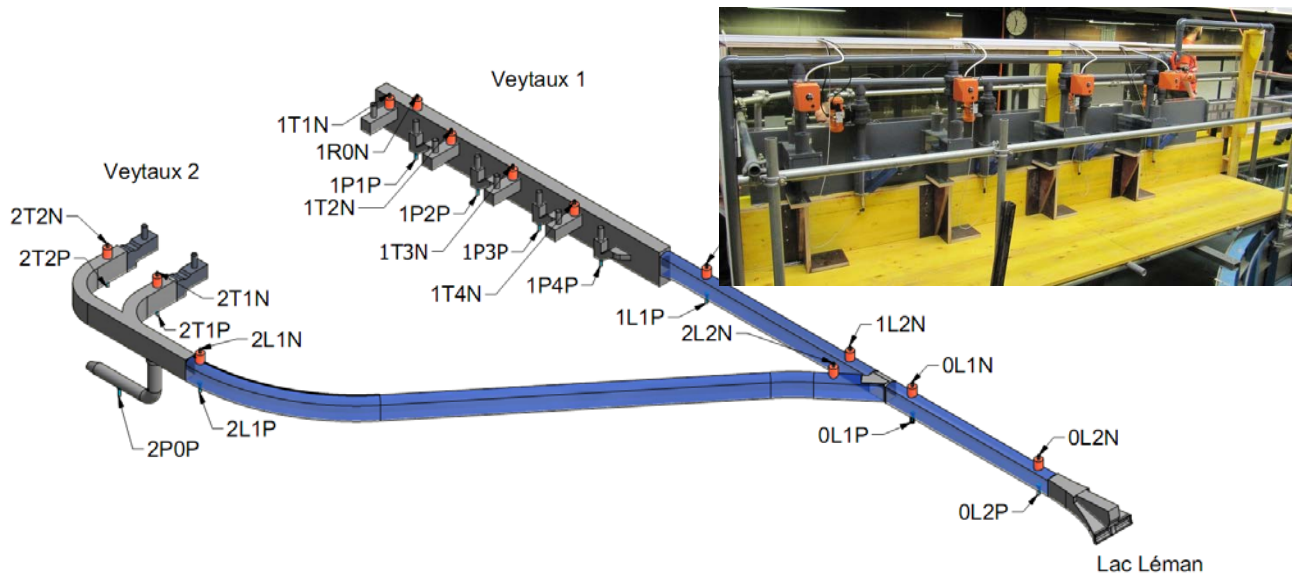 Veytaux 1
1T1N
1R0N
1P1P
1T2N
1P2P
1T3N
1P3P
1T4N
1P4P
Veytaux 2
2T2N
2T2P
2T1N
2T1P
2L1N
2L1P
2P0P
1L1P
2L2N
1L2N
0L1N
0L1P
0L2N
0L2P
Lac Léman